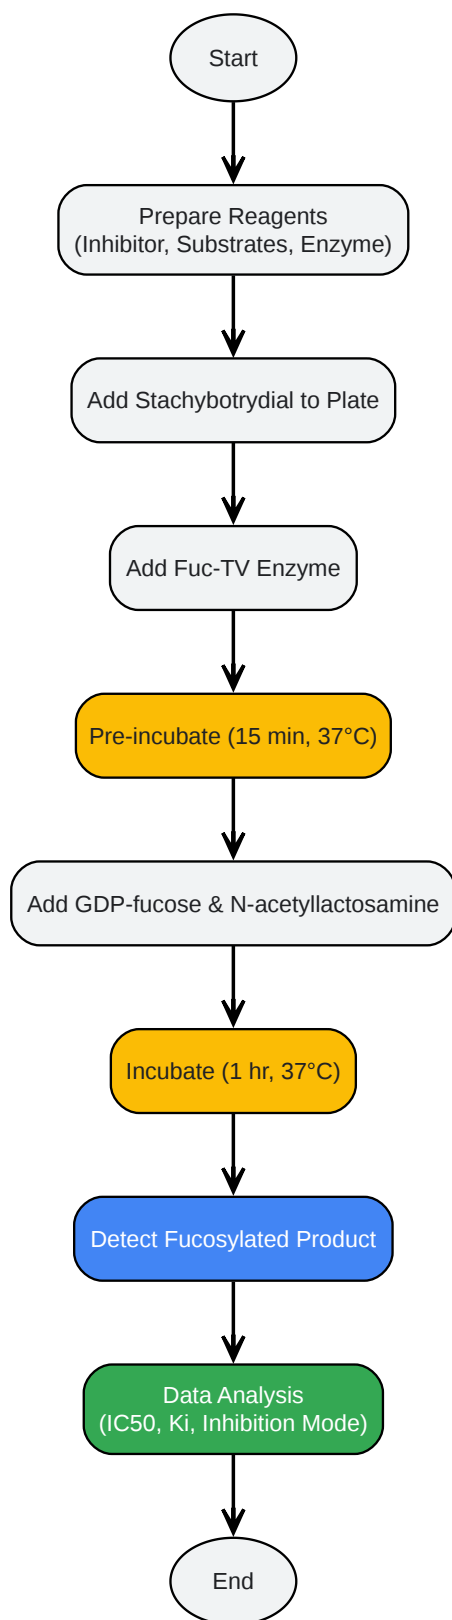 Start
Prepare Reagents
(Inhibitor, Substrates, Enzyme)
Add Stachybotrydial to Plate
Add Fuc-TV Enzyme
Pre-incubate (15 min, 37°C)
Add GDP-fucose & N-acetyllactosamine
Incubate (1 hr, 37°C)
Detect Fucosylated Product
Data Analysis
(IC50, Ki, Inhibition Mode)
End